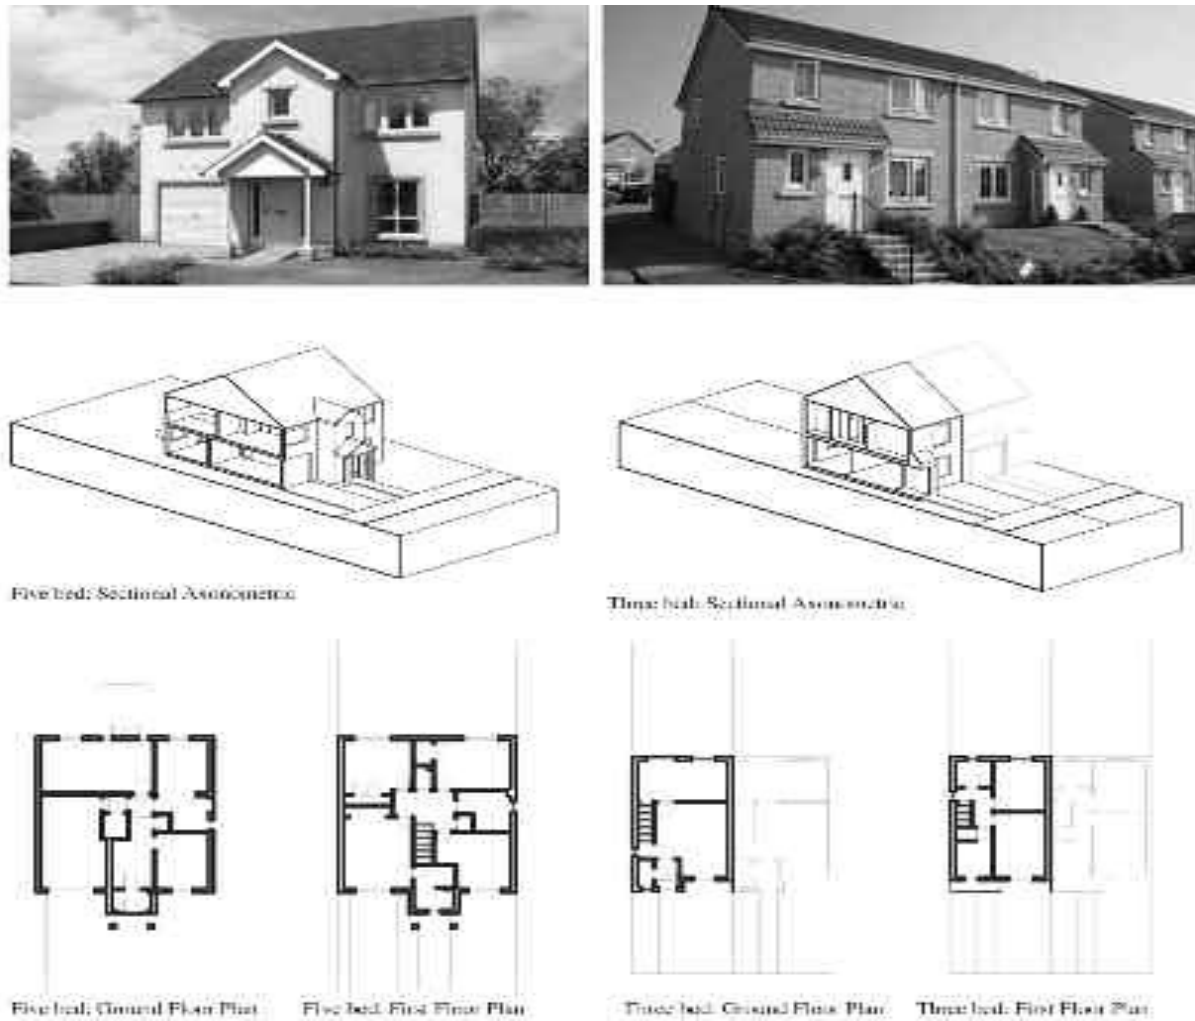 Five bed: Sectional Axonometric
Three bed: Sectional Axonometric
Five bed: Ground Floor Plan
Five bed: First Floor Plan
Three bed: Ground Floor Plan
Three bed: First Floor Plan